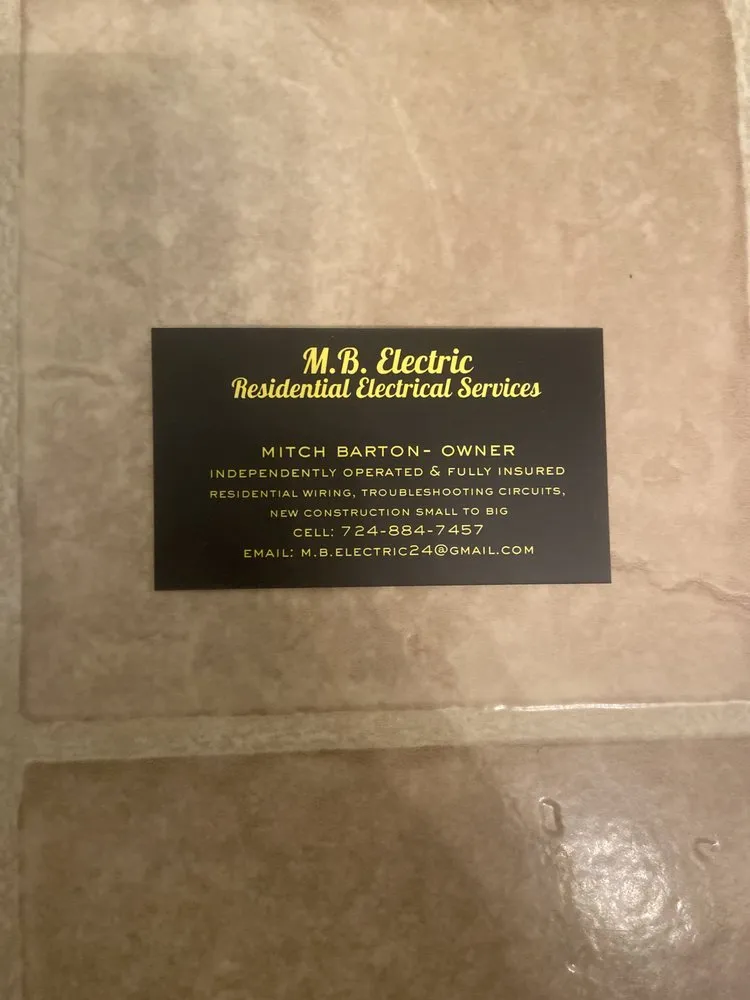 M.B. Electric
Residential Electrical Services
MITCH BARTON- OWNER
INDEPENDENTLY OPERATED & FULLY INSURED
RESIDENTIAL WIRING, TROUBLESHOOTING CIRCUITS,
NEW CONSTRUCTION SMALL TO BIG
CELL: 724-884-7457
EMAIL: M.B.ELECTRIC24@GMAIL.COM